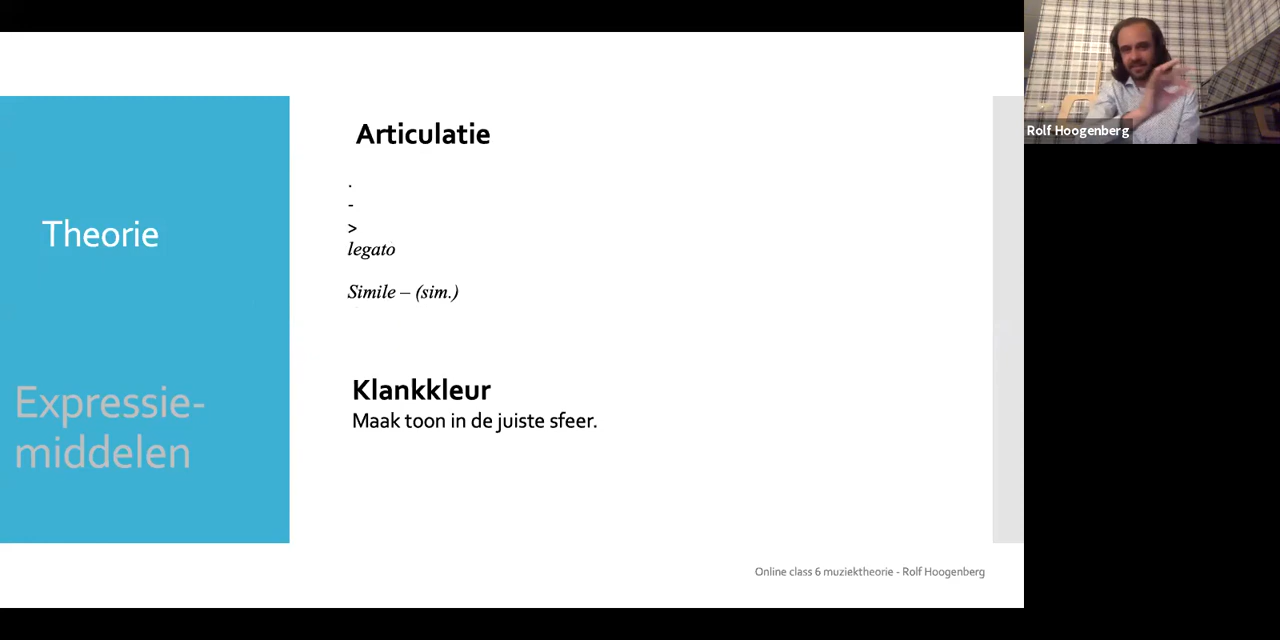 Theorie
Expressie-
middelen
Articulatie
.
-
>
legato
Simile – (sim.)
Klankkleur
Maak toon in de juiste sfeer.
Online class 6 muziektheorie - Rolf Hoogenberg
Rolf Hoogenberg